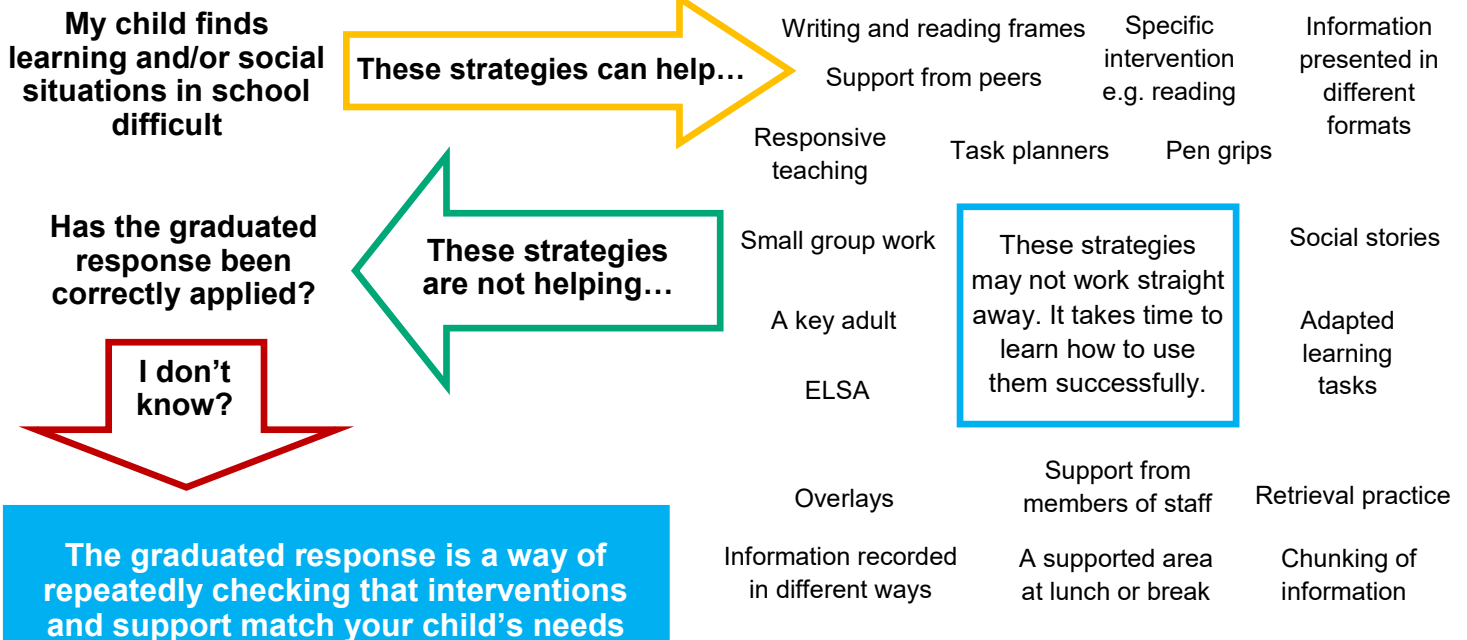 My child finds
learning and/or social
situations in school
difficult
These strategies can help…
Writing and reading frames
Support from peers
Specific
intervention
e.g. reading
Information
presented in
different
formats
Responsive
teaching
Task planners
Pen grips
Has the graduated
response been
correctly applied?
These strategies
are not helping…
Small group work
A key adult
ELSA
These strategies
may not work straight
away. It takes time to
learn how to use
them successfully.
Social stories
Adapted
learning
tasks
I don’t
know?
Overlays
Support from
members of staff
Retrieval practice
Information recorded
in different ways
A supported area
at lunch or break
Chunking of
information
The graduated response is a way of
repeatedly checking that interventions
and support match your child’s needs